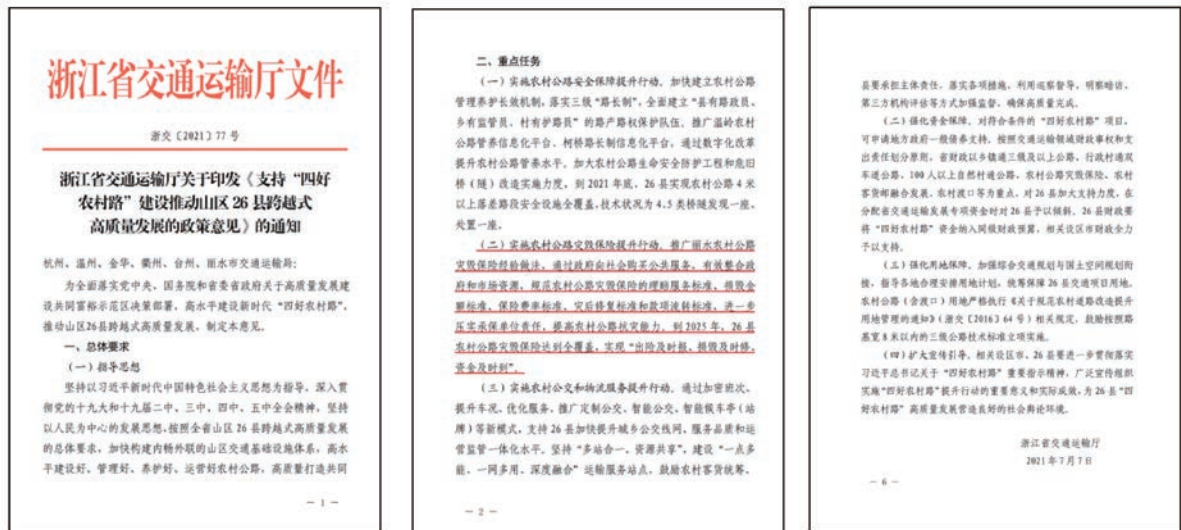 浙江省交通运输厅文件
浙交〔2021〕77 号
浙江省交通运输厅关于印发《支持“四好
农村路”建设推动山区 26 县跨越式
高质量发展的政策意见》的通知
杭州、温州、金华、衢州、台州、丽水市交通运输局:
为全面落实党中央、国务院和省委省政府关于高质量发展建
设共同富裕示范区决策部署，高水平建设新时代“四好农村路”，
推动山区26县跨越式高质量发展，制定本意见。
一、总体要求
（一）指导思想
坚持以习近平新时代中国特色社会主义思想为指导，深入贯
彻党的十九大和十九届二中、三中、四中、五中全会精神，坚持
以人民为中心的发展思想，按照全省山区 26 县跨越式高质量发展
的总体要求，加快构建内畅外联的山区交通基础设施体系，高水
平建设好、管理好、养护好、运营好农村公路，高质量打造共同
— 1 —
二、重点任务
（一）实施农村公路安全保障提升行动。加快建立农村公路
管理养护长效机制，落实三级“路长制”，全面建立“县有路政员、
乡有监管员、村有护路员”的路产路权保护队伍。推广温岭农村
公路管养信息化平台、柯桥路长制信息化平台，通过数字化改革
提升农村公路管养水平。加大农村公路生命安全防护工程和危旧
桥（隧）改造实施力度，到 2021 年底，26 县实现农村公路 4 米
以上落差路段安全设施全覆盖，技术状况为 4.5 类桥隧发现一座、
处置一座。
（二）实施农村公路灾毁保险提升行动。推广丽水农村公路
灾毁保险经验做法，通过政府向社会购买公共服务，有效整合政
府和市场资源，规范农村公路灾毁保险的理赔服务标准、损毁全
额标准、保险费率标准、灾后修复标准和款项流转标准，进一步
压实承保单位责任，提高农村公路抗灾能力。到 2025 年，26 县
农村公路灾毁保险达到全覆盖，实现“出险及时报、损毁及时修、
资金及时到”。
（三）实施农村公交和物流服务提升行动。通过加密班次、
提升车况、优化服务，推广定制公交、智能公交、智能候车亭（站
牌）等新模式，支持 26 县加快提升城乡公交线网、服务品质和运
营监管一体化水平。坚持“多站合一、资源共享”，建设“一点多
能、一网多用、深度融合”运输服务站点，鼓励农村客货统筹、
— 2 —
县要承担主体责任，落实各项措施，利用巡察督导、明察暗访、
第三方机构评估等方式加强监督，确保高质量完成。
（二）强化资金保障。对符合条件的“四好农村路”项目，
可申请地方政府一般债券支持。按照交通运输领域财政事权和支
出责任划分原则，省财政以乡镇通三级及以上公路、行政村通双
车道公路、100 人以上自然村通公路、农村公路灾毁保险、农村
客货邮融合发展、农村渡口等为重点，对 26 县加大支持力度，在
分配省交通运输发展专项资金时对 26 县予以倾斜。26 县财政要
将“四好农村路”资金纳入同级财政预算，相关设区市财政全力
予以支持。
（三）强化用地保障。加强综合交通规划与国土空间规划衔
接，指导各地合理安排用地计划，统筹保障 26 县交通项目用地。
农村公路（含渡口）用地严格执行《关于规范农村道路改造提升
用地管理的通知》（浙交〔2016〕64 号）相关规定，鼓励按照路
基宽 8 米以内的三级公路技术标准立项实施。
（四）扩大宣传引导。相关设区市、26 县要进一步贯彻落实
习近平总书记关于“四好农村路”重要指示精神，广泛宣传组织
实施“四好农村路”提升行动的重要意义和实际成效，为 26 县“四
好农村路”高质量发展营造良好的社会舆论环境。
浙江省交通运输厅
2021 年 7 月 7 日
— 6 —